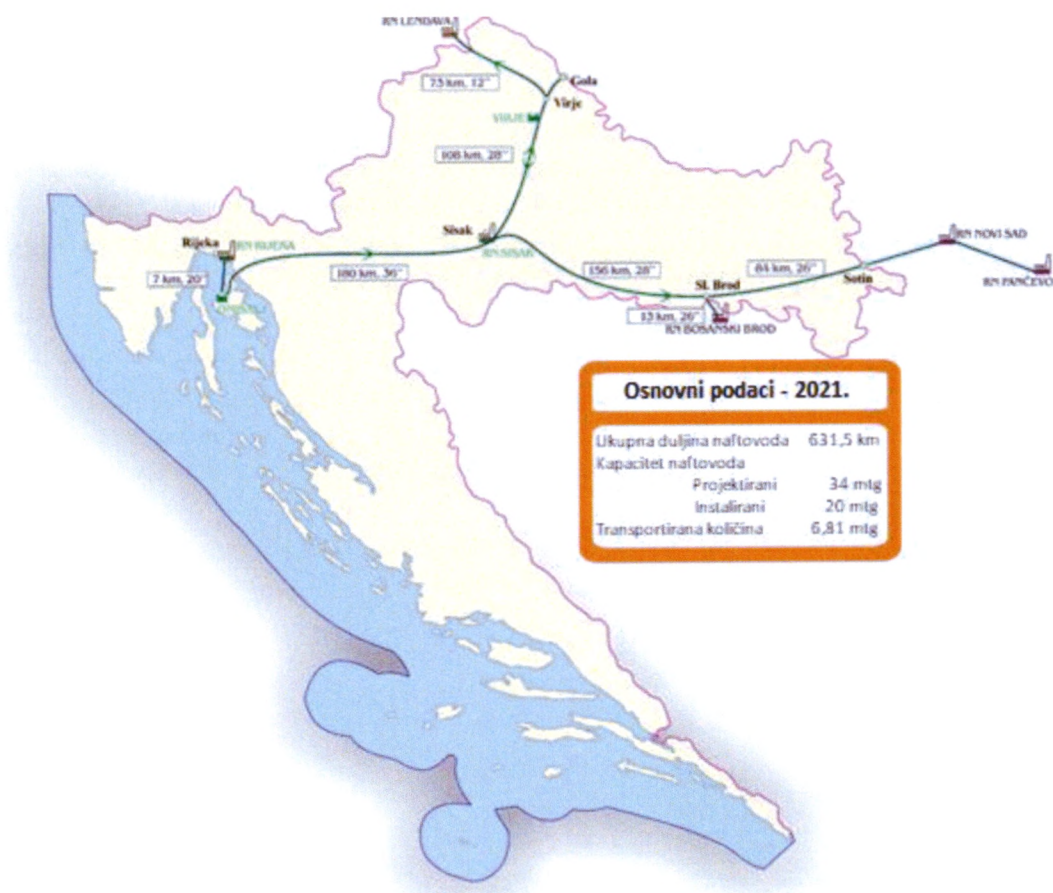 RN LENDAVA
73 km, 12"
Gola
Virje
VIRJE
108 km, 28"
Sisak
RN SISAK
Rijeka
RN RIJEKA
7 km, 20"
180 km, 36"
156 km, 28"
84 km, 26"
Sl. Brod
13 km, 26"
RN BOSANSKI BROD
Sotin
RN NOVI SAD
RN PANČEVO
Osnovni podaci - 2021.
Ukupna duljina naftovoda 631,5 km
Kapacitet naftovoda
Projektirani 34 mtg
Instalirani 20 mtg
Transportirana količina 6,81 mtg